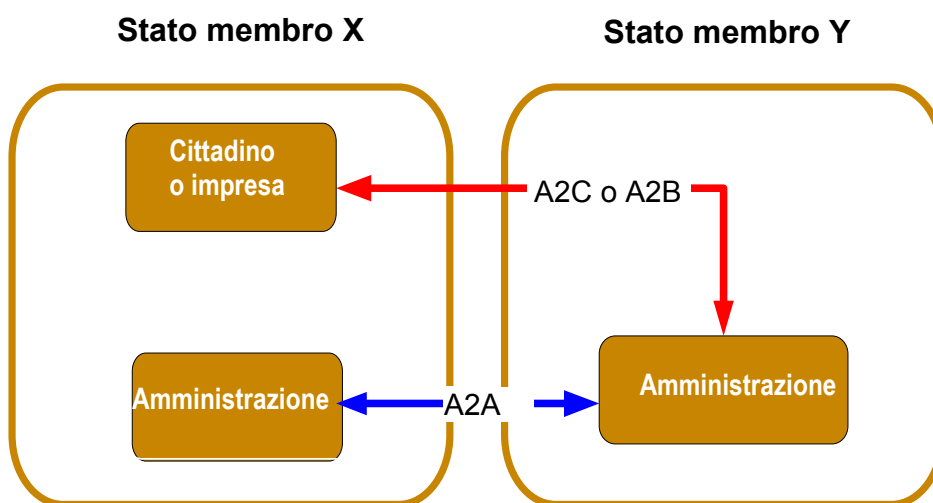 Stato membro X
Stato membro Y
Cittadino
o impresa
A2C o A2B
Amministrazione
A2A
Amministrazione